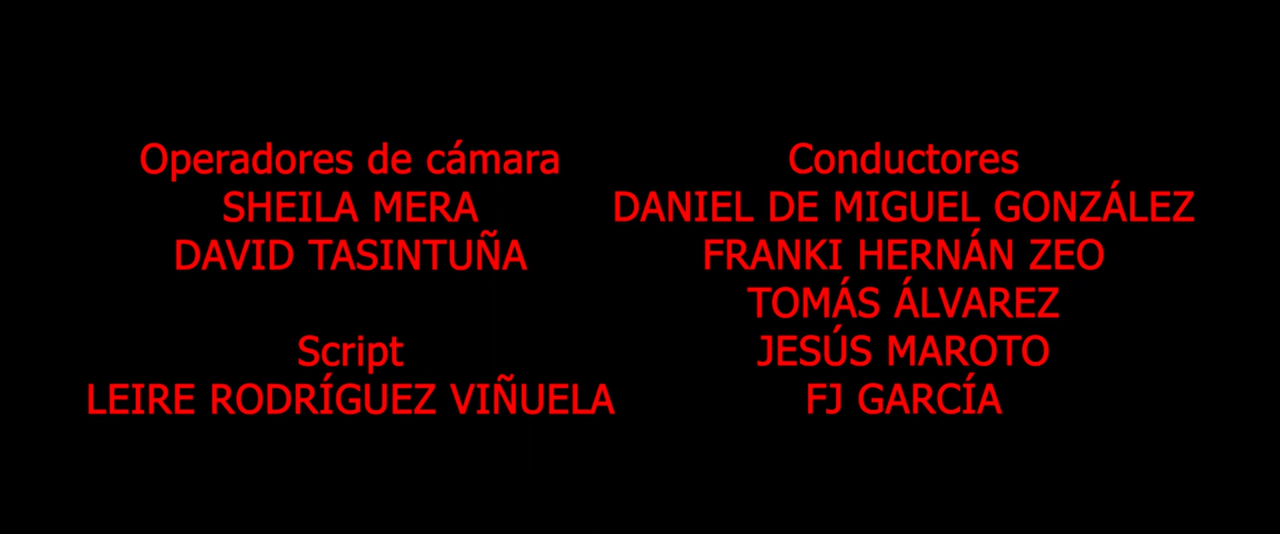 Operadores de cámara
SHEILA MERA
DAVID TASINTUÑA
Script
LEIRE RODRÍGUEZ VIÑUELA
Conductores
DANIEL DE MIGUEL GONZÁLEZ
FRANKI HERNÁN ZEO
TOMÁS ÁLVAREZ
JESÚS MAROTO
FJ GARCÍA